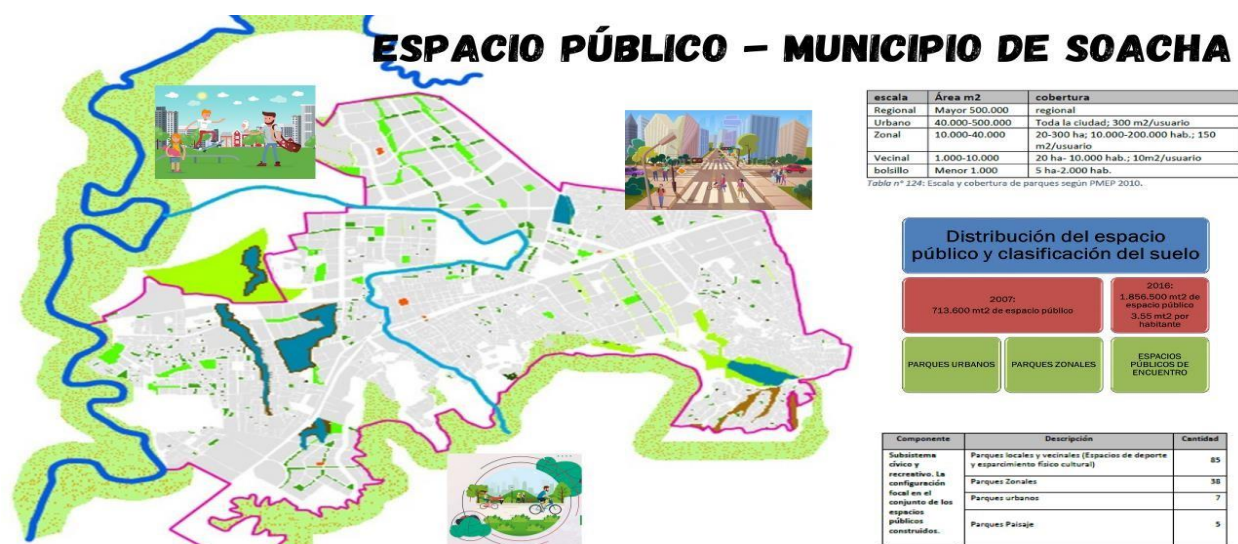 ESPACIO PÚBLICO – MUNICIPIO DE SOACHA
escala Área m2 cobertura
Regional Mayor 500.000 regional
Urbano 40.000-500.000 Toda la ciudad; 300 m2/usuario
Zonal 10.000-40.000 20-300 ha; 10.000-200.000 hab.; 150
m2/usuario
Vecinal 1.000-10.000 20 ha- 10.000 hab.; 10m2/usuario
bolsillo Menor 1.000 5 ha-2.000 hab.
Tabla n° 124: Escala y cobertura de parques según PMEP 2010.
Distribución del espacio
público y clasificación del suelo
2007:
713.600 mt2 de espacio público
2016:
1.856.500 mt2 de
espacio público
3.55 mt2 por
habitante
PARQUES URBANOS
PARQUES ZONALES
ESPACIOS
PÚBLICOS DE
ENCUENTRO
Componente Descripción Cantidad
Subsistema
cívico y
recreativo. La
configuración
focal en el
conjunto de los
espacios
públicos
construidos.
Parques locales y vecinales (Espacios de deporte
y esparcimiento físico cultural) 85
Parques Zonales 38
Parques urbanos 7
Parques Paisaje 5